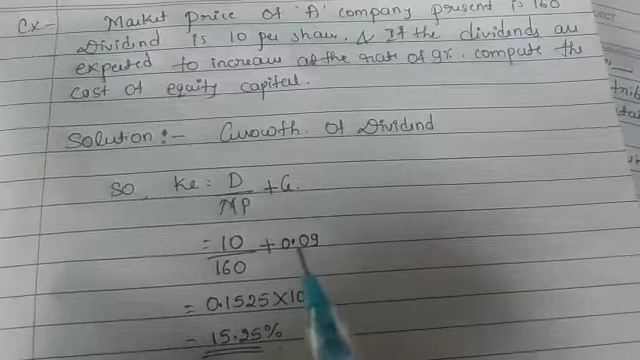 Ex- Market price of 'A' company present is 160
Dividend is 10 per share. & If the dividends are
expected to increase at the rate of 9%. compute the
cost of equity capital.
Solution:- Growth of Dividend
So, Ke = D/MP + G.
= 10/160 + 0.09
= 0.1525 X 10
= 15.25%